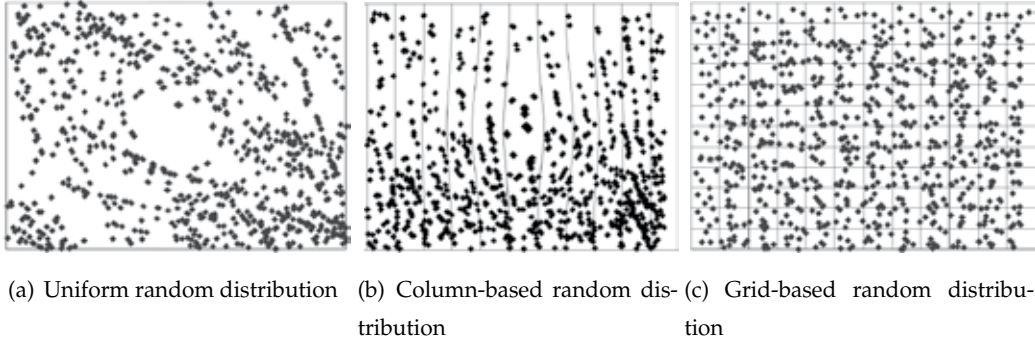 (a) Uniform random distribution
(b) Column-based random dis-
tribution
(c) Grid-based random distribu-
tion